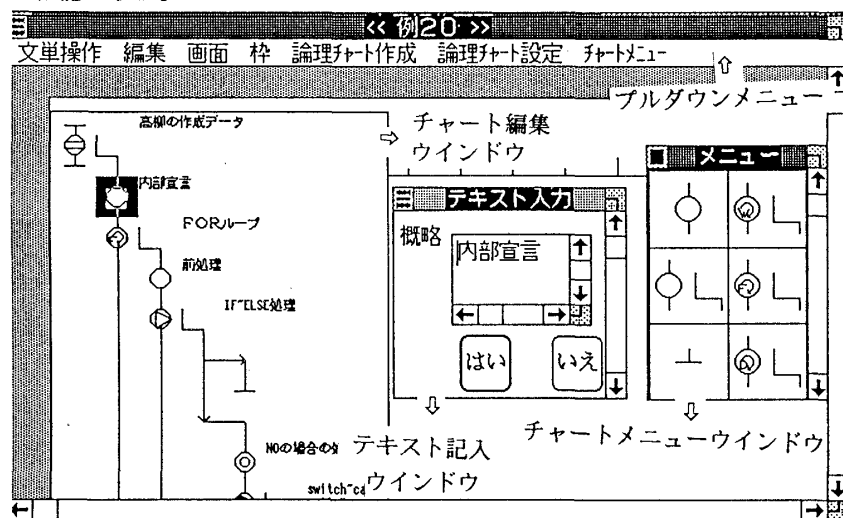 << 例20 >>
文単操作 編集 画面 枠 論理チャート作成 論理チャート設定 チャートメニュー
プルダウンメニュー
高柳の作成データ
チャート編集
ウインドウ
メニュー
内部宣言
テキスト入力
FORループ
概略
内部宣言
前処理
IF~ELSE処理
はい
いえ
チャートメニューウインドウ
NOの場合の
テキスト記入
ウインドウ
switch~ca